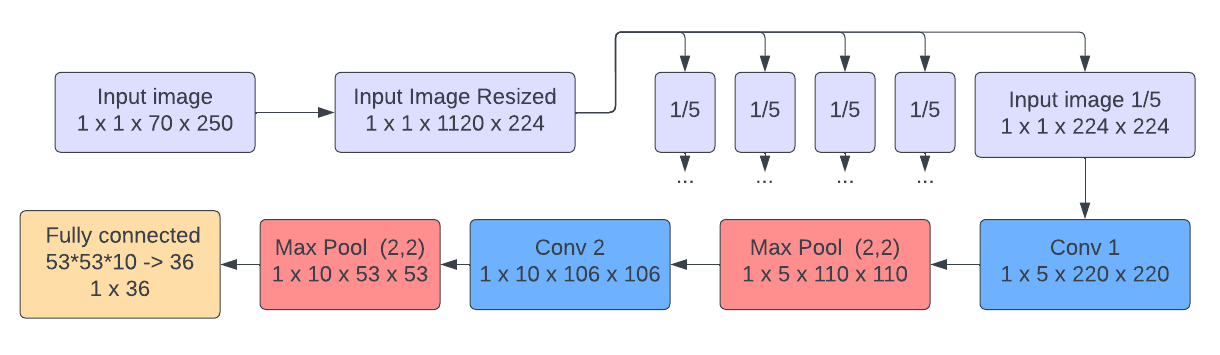 Input image
1 x 1 x 70 x 250
Input Image Resized
1 x 1 x 1120 x 224
1/5
1/5
1/5
1/5
Input image 1/5
1 x 1 x 224 x 224
...
...
...
...
Fully connected
53*53*10 -> 36
1 x 36
Max Pool  (2,2)
1 x 10 x 53 x 53
Conv 2
1 x 10 x 106 x 106
Max Pool  (2,2)
1 x 5 x 110 x 110
Conv 1
1 x 5 x 220 x 220